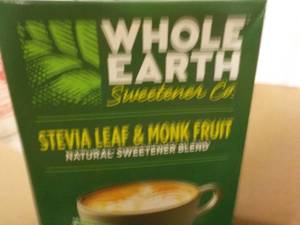 WHOLE
EARTH
Sweetener Co.
STEVIA LEAF & MONK FRUIT
NATURAL SWEETENER BLEND